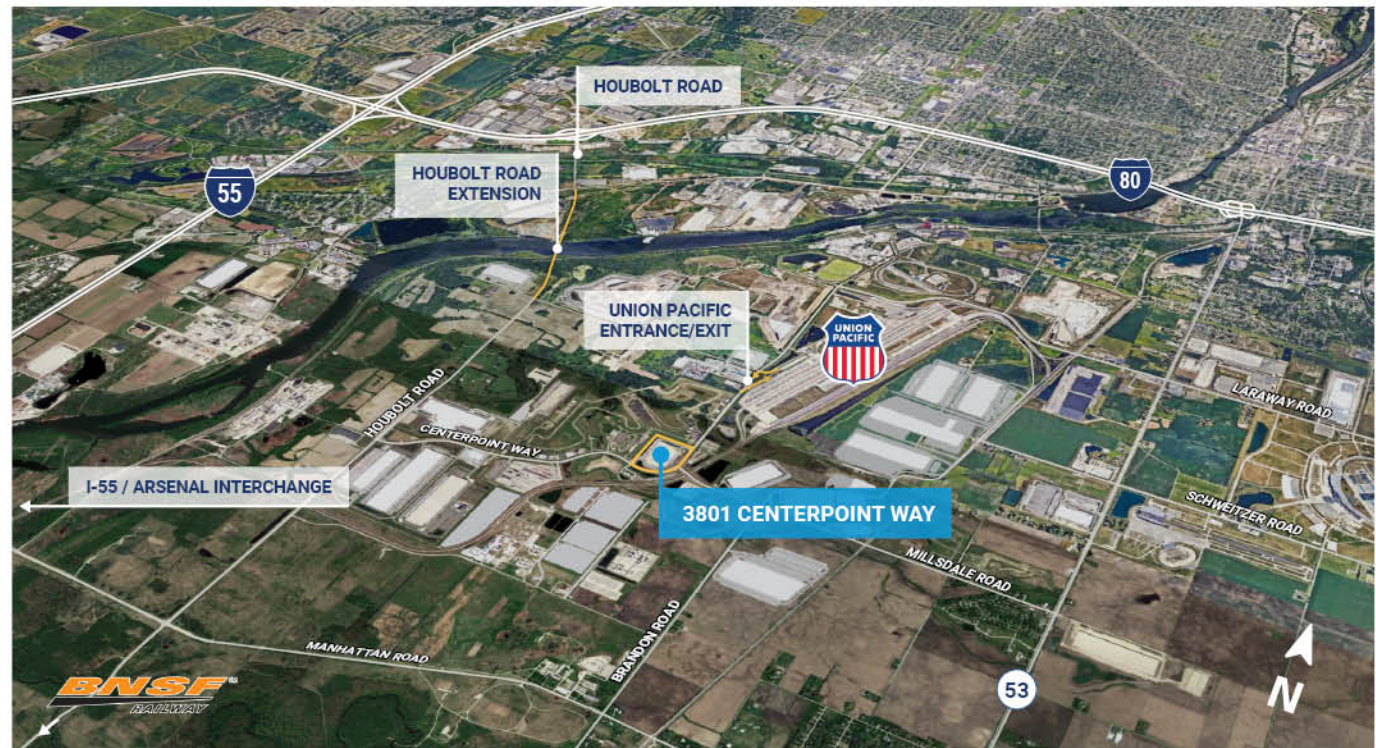 HOUBOLT ROAD
HOUBOLT ROAD
EXTENSION
55
80
UNION PACIFIC
ENTRANCE/EXIT
UNION
PACIFIC
HOUBOLT ROAD
LARAWAY ROAD
CENTERPOINT WAY
I-55 / ARSENAL INTERCHANGE
3801 CENTERPOINT WAY
SCHWEITZER ROAD
MILLSDALE ROAD
BRANDON ROAD
MANHATTAN ROAD
BNSF
RAILWAY
53
N